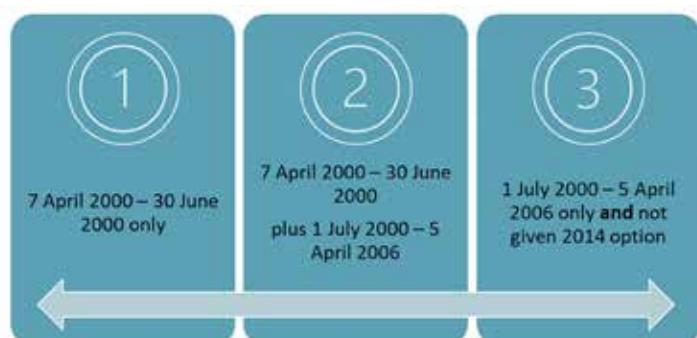 1
7 April 2000 – 30 June
2000 only
2
7 April 2000 – 30 June
2000
plus 1 July 2000 – 5
April 2006
3
1 July 2000 – 5 April
2006 only and not
given 2014 option